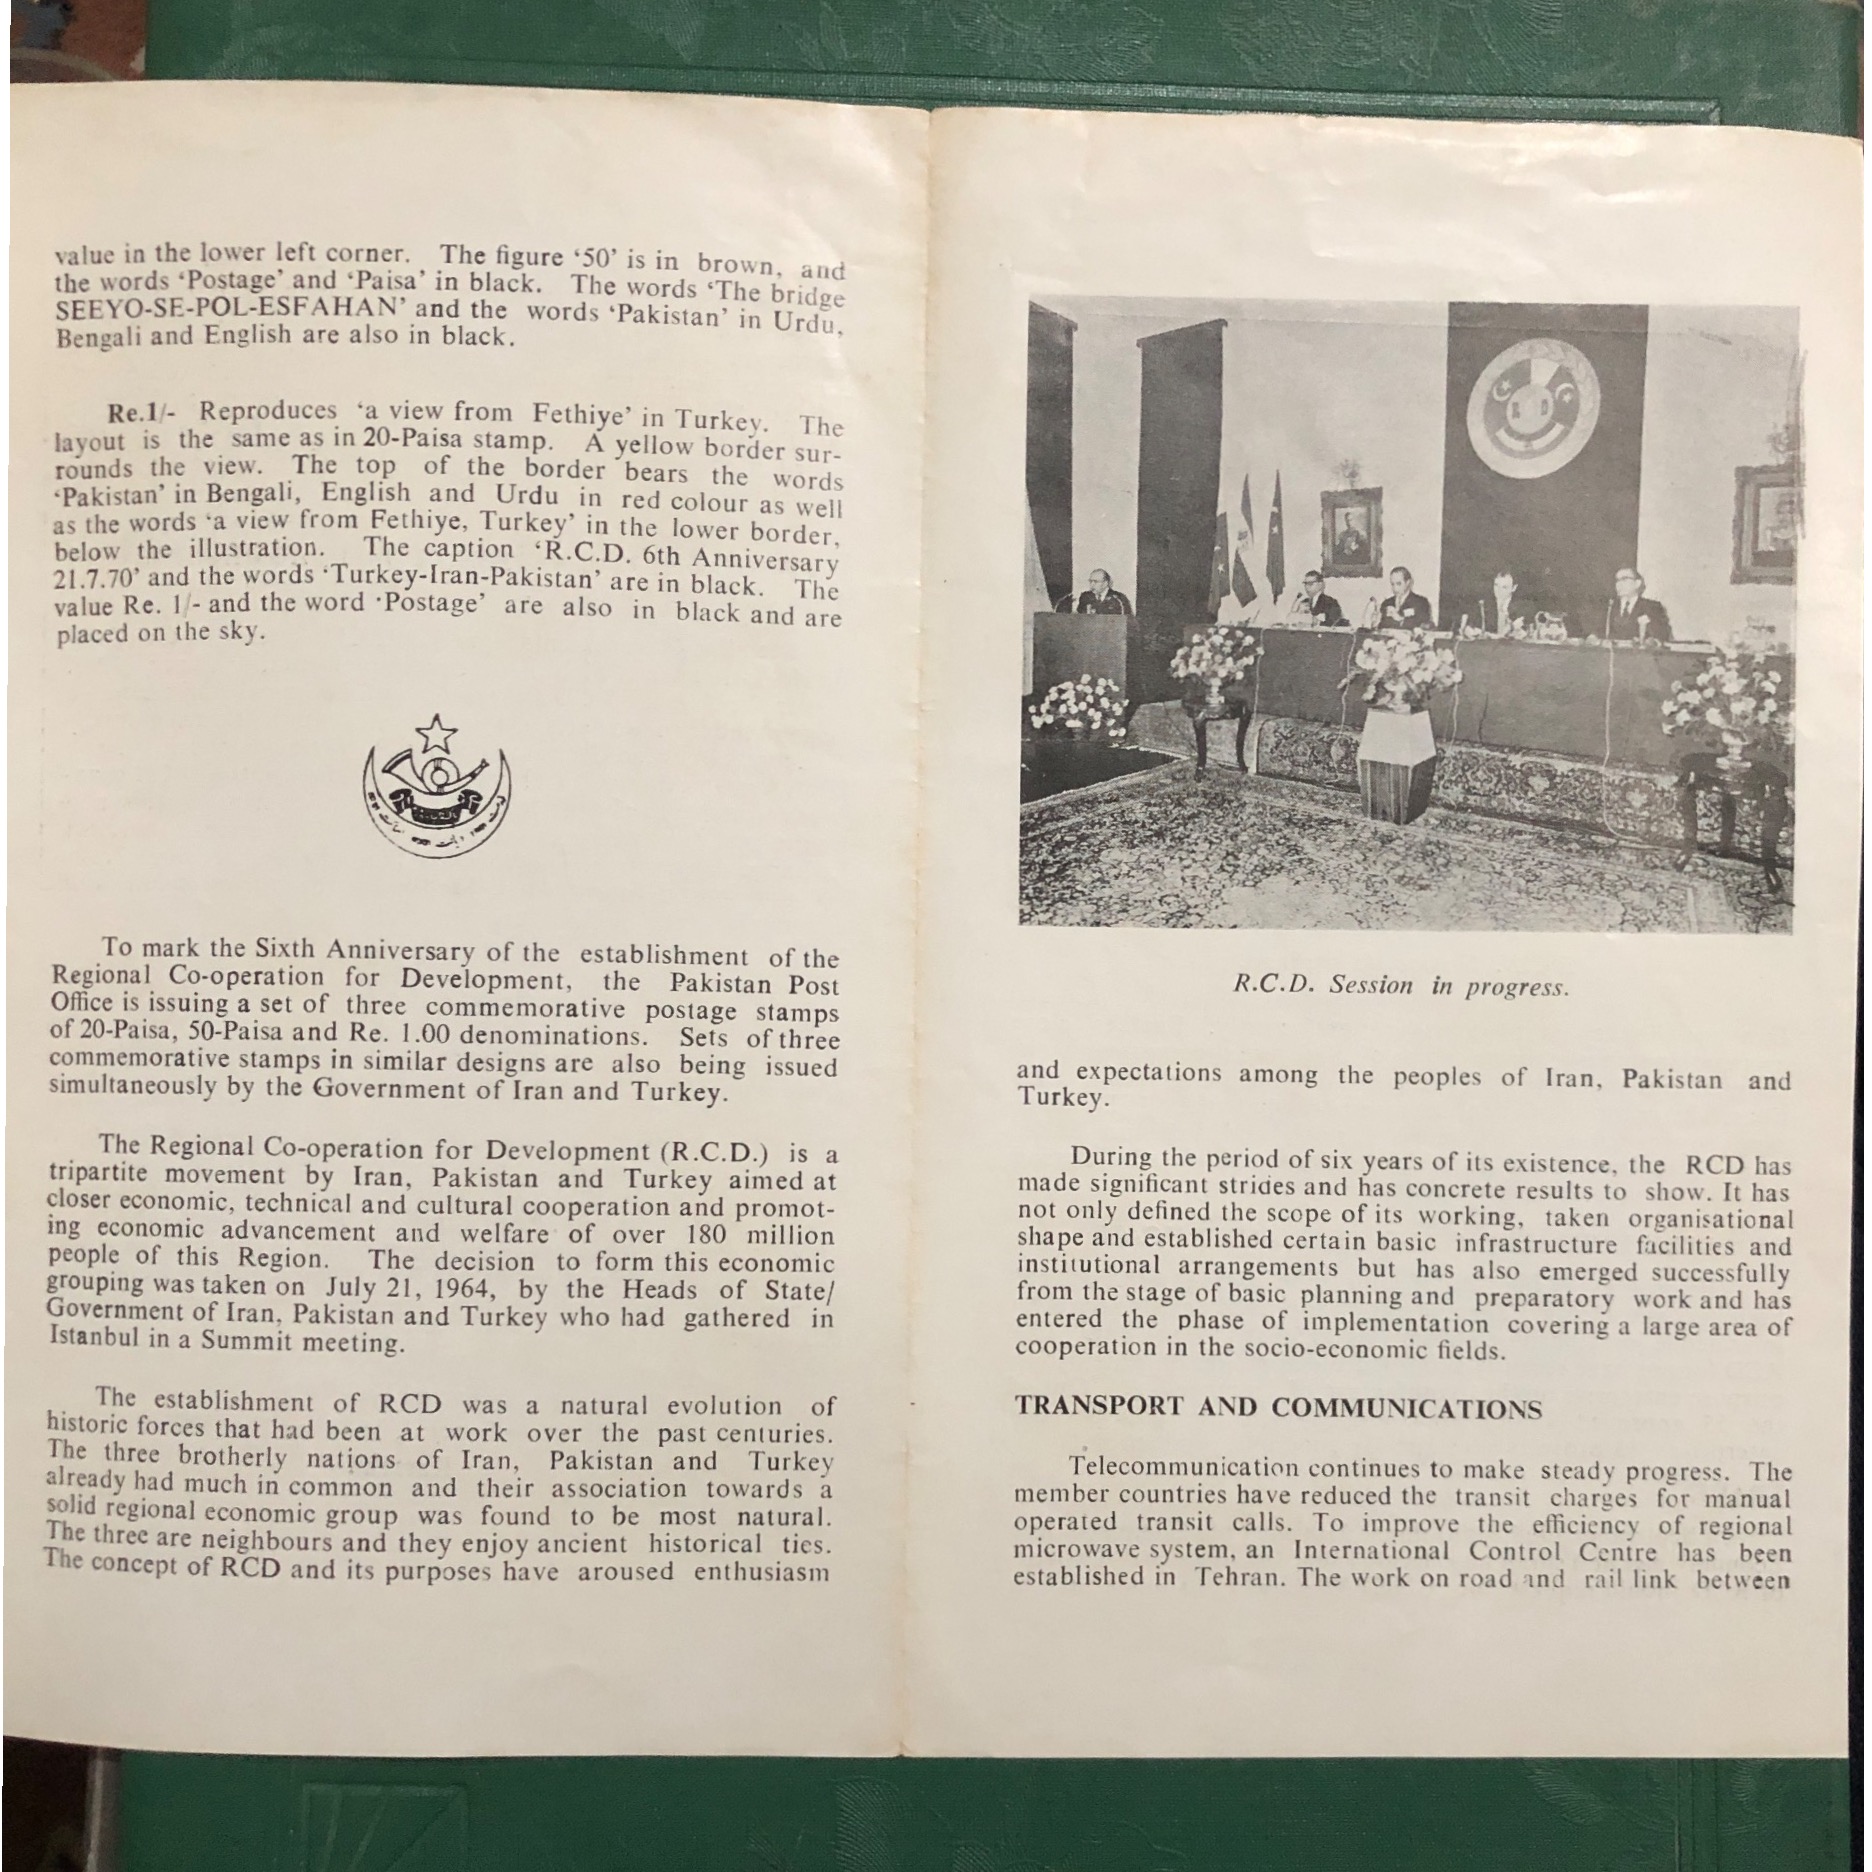 value in the lower left corner. The figure ‘50’ is in brown, and
the words ‘Postage’ and ‘Paisa’ in black. The words ‘The bridge
SEEYO-SE-POL-ESFAHAN’ and the words ‘Pakistan’ in Urdu,
Bengali and English are also in black.
Re.1/- Reproduces ‘a view from Fethiye’ in Turkey. The
layout is the same as in 20-Paisa stamp. A yellow border sur-
rounds the view. The top of the border bears the words
‘Pakistan’ in Bengali, English and Urdu in red colour as well
as the words ‘a view from Fethiye, Turkey’ in the lower border,
below the illustration. The caption ‘R.C.D. 6th Anniversary
21.7.70’ and the words ‘Turkey-Iran-Pakistan’ are in black. The
value Re. 1/- and the word ‘Postage’ are also in black and are
placed on the sky.
To mark the Sixth Anniversary of the establishment of the
Regional Co-operation for Development, the Pakistan Post
Office is issuing a set of three commemorative postage stamps
of 20-Paisa, 50-Paisa and Re. 1.00 denominations. Sets of three
commemorative stamps in similar designs are also being issued
simultaneously by the Government of Iran and Turkey.
The Regional Co-operation for Development (R.C.D.) is a
tripartite movement by Iran, Pakistan and Turkey aimed at
closer economic, technical and cultural cooperation and promot-
ing economic advancement and welfare of over 180 million
people of this Region. The decision to form this economic
grouping was taken on July 21, 1964, by the Heads of State/
Government of Iran, Pakistan and Turkey who had gathered in
Istanbul in a Summit meeting.
The establishment of RCD was a natural evolution of
historic forces that had been at work over the past centuries.
The three brotherly nations of Iran, Pakistan and Turkey
already had much in common and their association towards a
solid regional economic group was found to be most natural.
The three are neighbours and they enjoy ancient historical ties.
The concept of RCD and its purposes have aroused enthusiasm
R D
R.C.D. Session in progress.
and expectations among the peoples of Iran, Pakistan and
Turkey.
During the period of six years of its existence, the RCD has
made significant strides and has concrete results to show. It has
not only defined the scope of its working, taken organisational
shape and established certain basic infrastructure facilities and
institutional arrangements but has also emerged successfully
from the stage of basic planning and preparatory work and has
entered the phase of implementation covering a large area of
cooperation in the socio-economic fields.
TRANSPORT AND COMMUNICATIONS
Telecommunication continues to make steady progress. The
member countries have reduced the transit charges for manual
operated transit calls. To improve the efficiency of regional
microwave system, an International Control Centre has been
established in Tehran. The work on road and rail link between